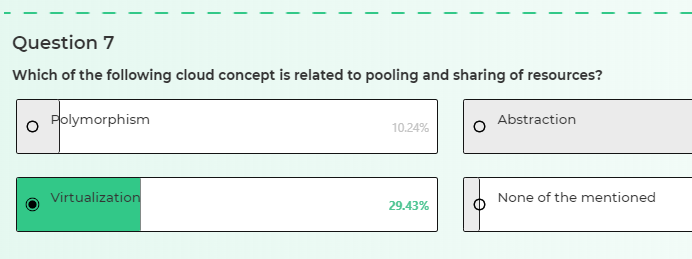 Question 7
Which of the following cloud concept is related to pooling and sharing of resources?
Polymorphism
10.24%
Abstraction
Virtualization
29.43%
None of the mentioned